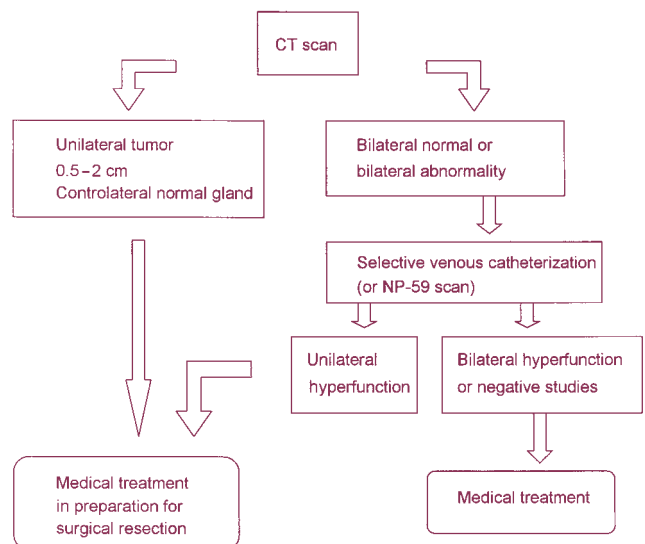 CT scan
Unilateral tumor
0.5–2 cm
Controlateral normal gland
Bilateral normal or
bilateral abnormality
Selective venous catheterization
(or NP-59 scan)
Unilateral
hyperfunction
Bilateral hyperfunction
or negative studies
Medical treatment
in preparation for
surgical resection
Medical treatment